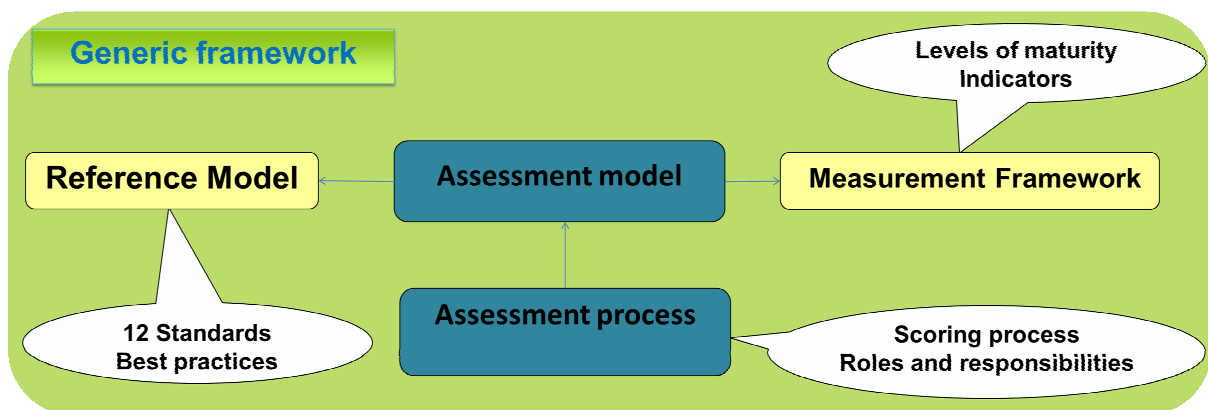 Generic framework
Levels of maturity
Indicators
Reference Model
Assessment model
Measurement Framework
12 Standards
Best practices
Assessment process
Scoring process
Roles and responsibilities